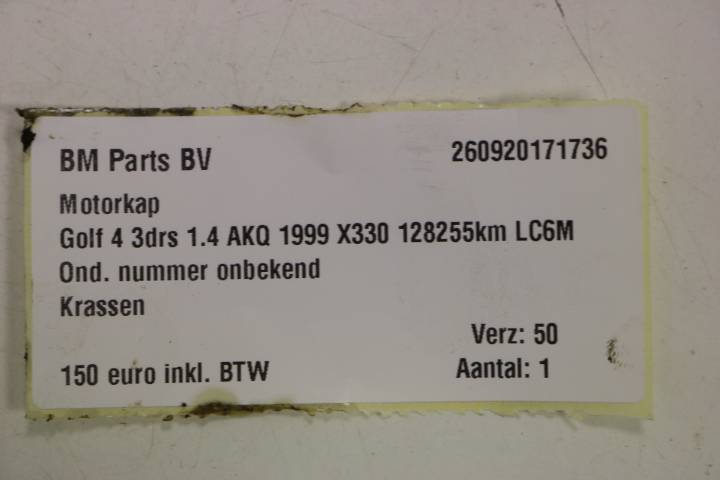 BM Parts BV 260920171736
Motorkap
Golf 4 3drs 1.4 AKQ 1999 X330 128255km LC6M
Ond. nummer onbekend
Krassen
Verz: 50
150 euro inkl. BTW Aantal: 1